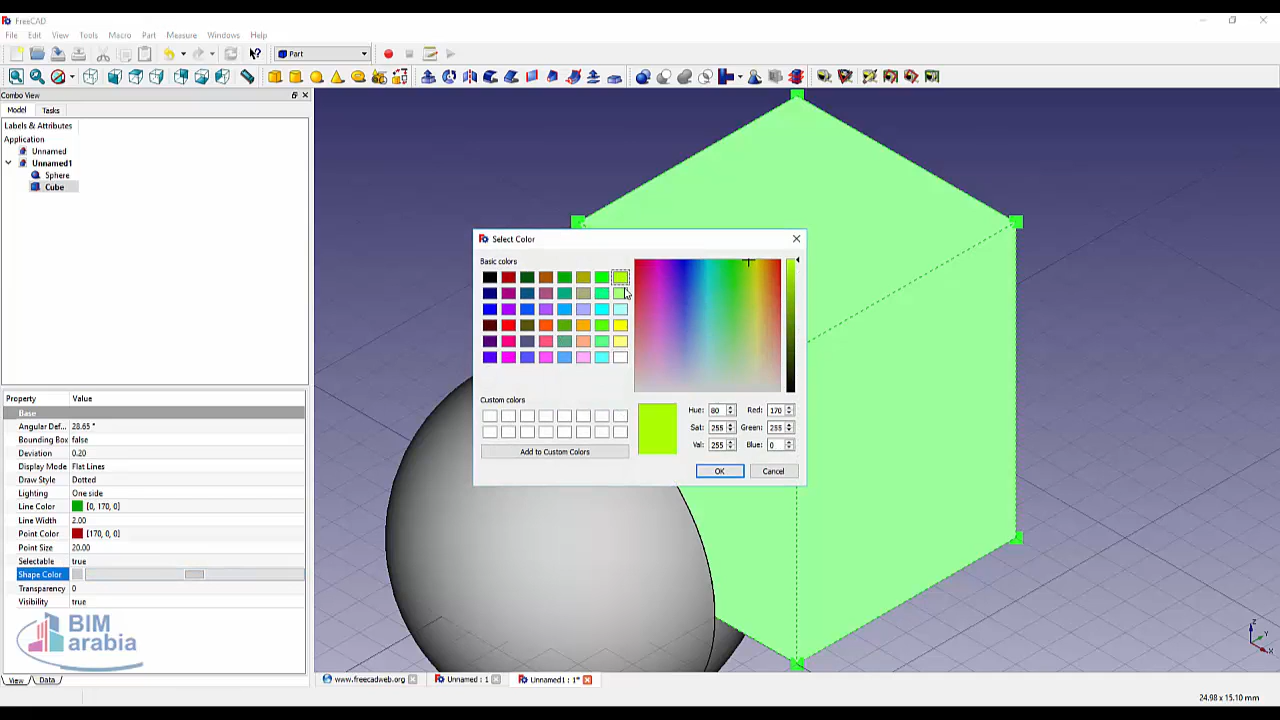 FreeCAD
File Edit View Tools Macro Part Measure Windows Help
Part
Combo View
Model Tasks
Labels & Attributes
Application
Unnamed
Unnamed1
Sphere
Cube
Property Value
Base
Angular Def... 28.65 °
Bounding Box false
Deviation 0.20
Display Mode Flat Lines
Draw Style Dotted
Lighting One side
Line Color [0, 170, 0]
Line Width 2.00
Point Color [170, 0, 0]
Point Size 20.00
Selectable true
Shape Color
Transparency 0
Visibility true
BIM
arabia
View Data
Select Color
Basic colors
Custom colors
Add to Custom Colors
Hue: 80 Red: 170
Sat: 255 Green: 255
Val: 255 Blue: 0
OK Cancel
Z
Y
X
www.freecadweb.org Unnamed : 1 Unnamed1 : 1*
24.98 x 15.10 mm